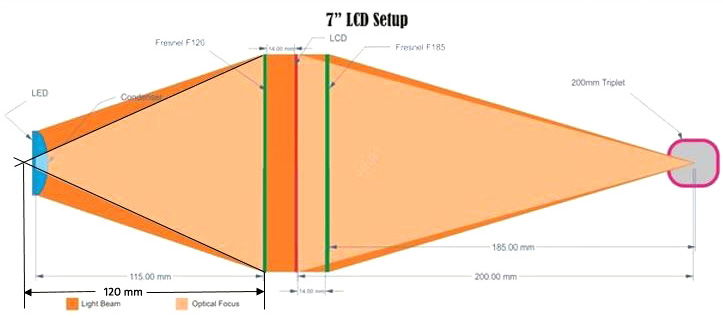 7” LCD Setup
Fresnel F120
14.00 mm
LCD
Fresnel F185
LED
Condenser
200mm Triplet
185.00 mm
115.00 mm
200.00 mm
120 mm
14.00 mm
Light Beam
Optical Focus